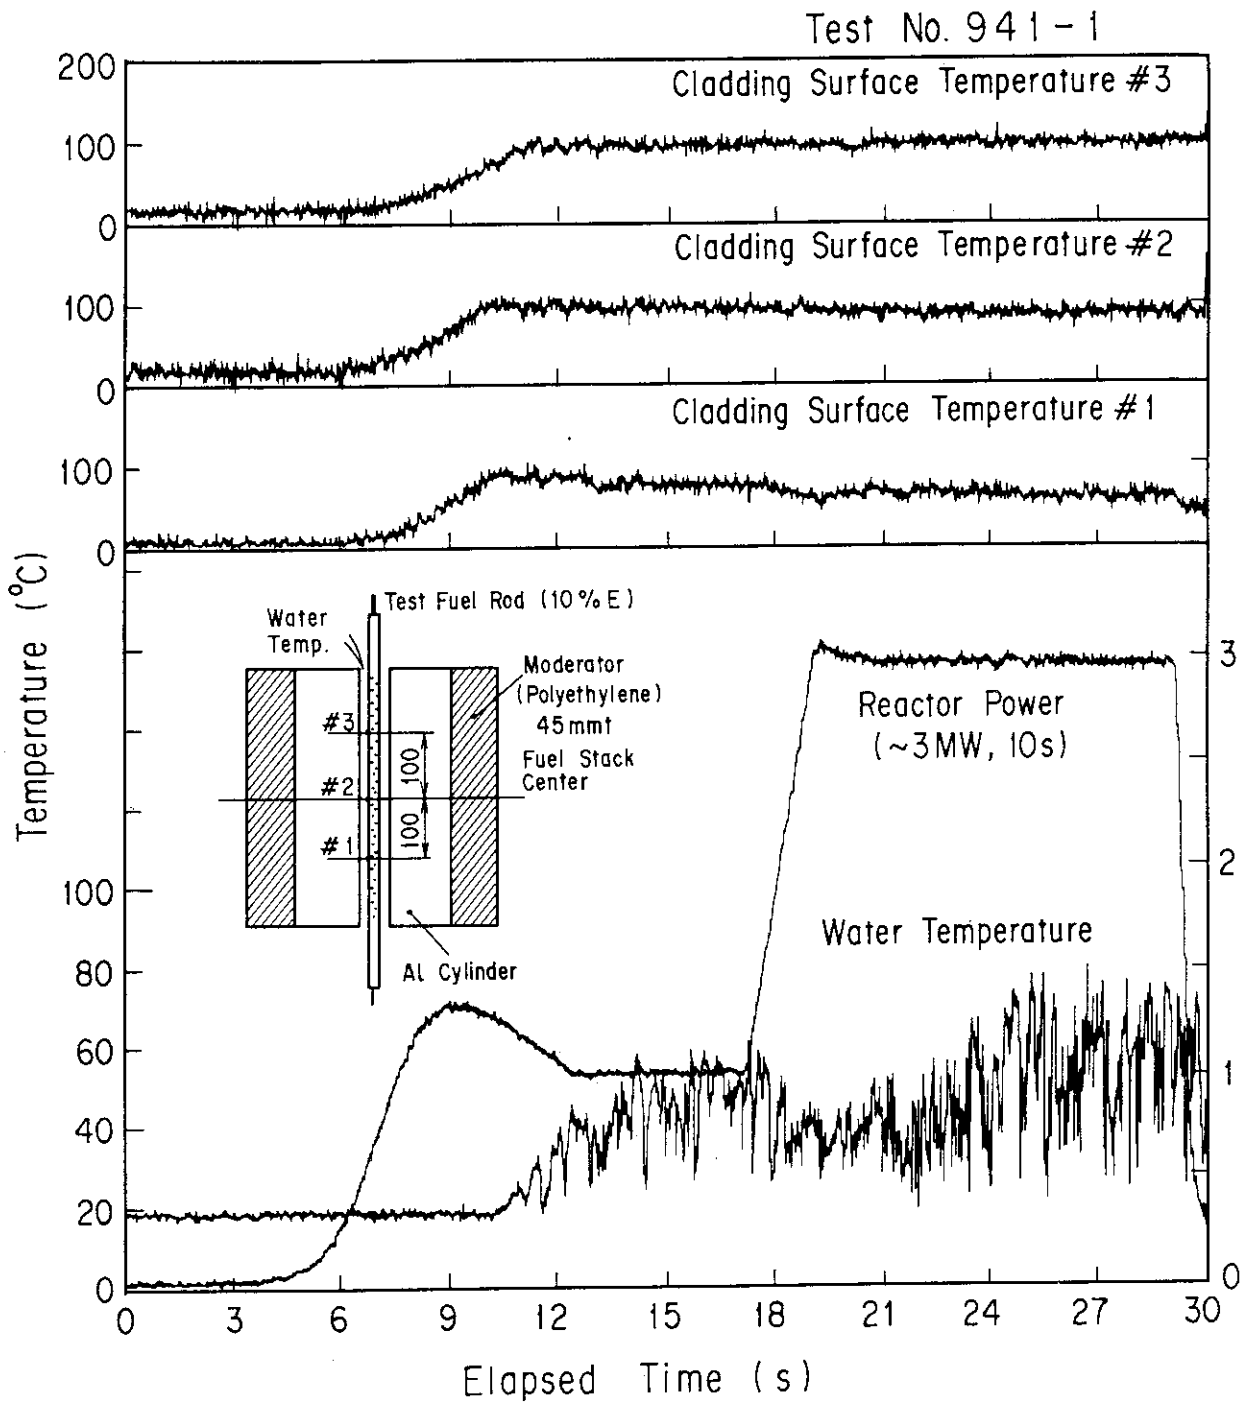 Test No. 941-1
200
Cladding Surface Temperature #3
100
0
Cladding Surface Temperature #2
100
0
Cladding Surface Temperature #1
100
0
Temperature (°C)
Test Fuel Rod (10%E)
Water
Temp.
Moderator
(Polyethylene)
45mmt
Fuel Stack
Center
#3
#2
#1
100
100
Al Cylinder
3
Reactor Power
(~3MW, 10s)
2
100
Water Temperature
80
60
1
40
20
0
0
0 3 6 9 12 15 18 21 24 27 30
Elapsed Time (s)